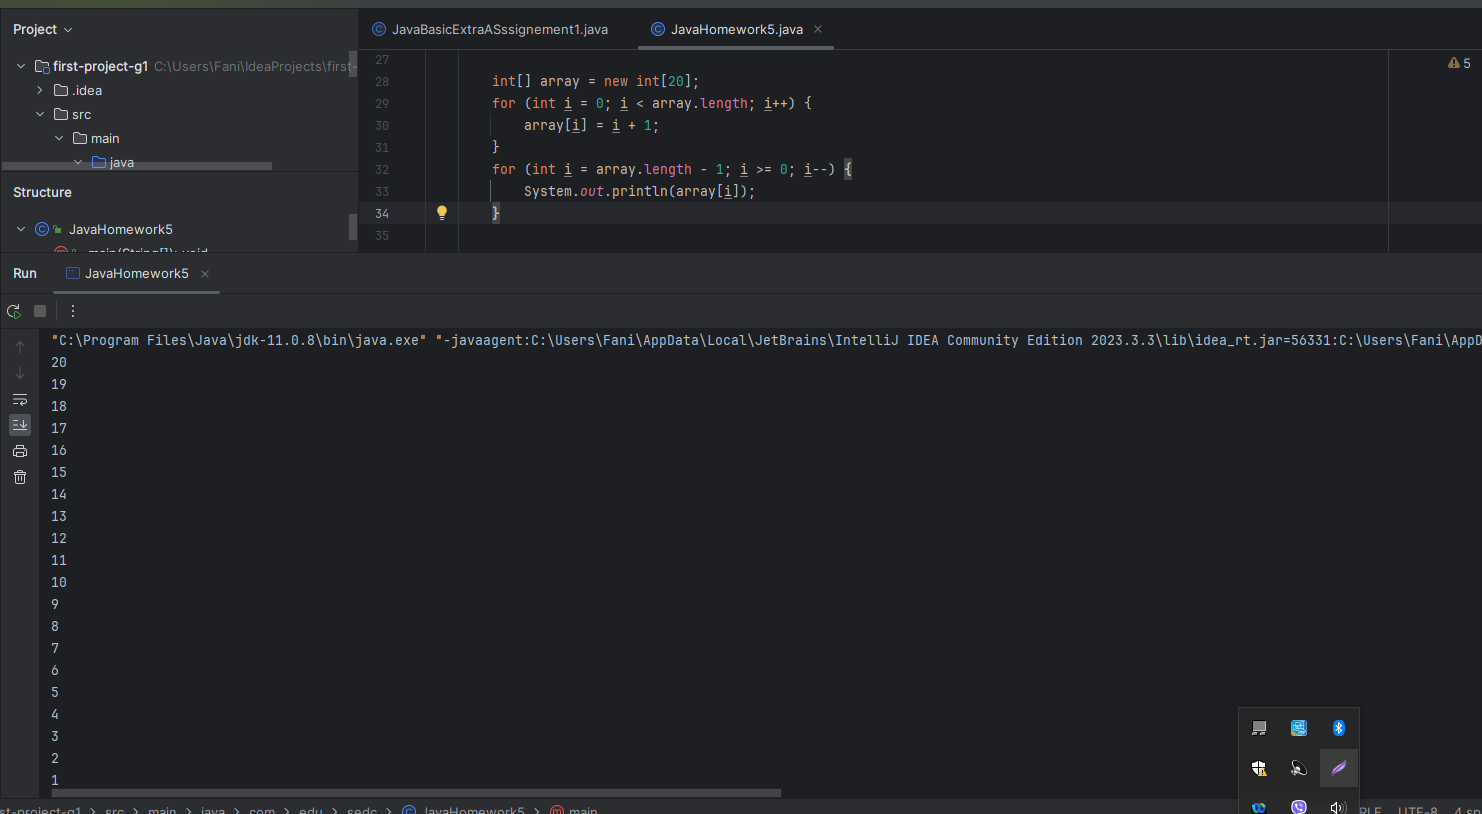 Project
first-project-g1 C:\Users\Fani\IdeaProjects\first-
.idea
src
main
java
Structure
JavaHomework5
main(String[]): void
JavaBasicExtraASssignement1.java
JavaHomework5.java
5
27
28 int[] array = new int[20];
29 for (int i = 0; i < array.length; i++) {
30 array[i] = i + 1;
31 }
32 for (int i = array.length - 1; i >= 0; i--) {
33 System.out.println(array[i]);
34 }
35
Run JavaHomework5
"C:\Program Files\Java\jdk-11.0.8\bin\java.exe" "-javaagent:C:\Users\Fani\AppData\Local\JetBrains\IntelliJ IDEA Community Edition 2023.3.3\lib\idea_rt.jar=56331:C:\Users\Fani\AppD
20
19
18
17
16
15
14
13
12
11
10
9
8
7
6
5
4
3
2
1
st-project-g1 > src > main > java > com > edu > sedc > JavaHomework5 > main
RLF UTF-8 4 sp